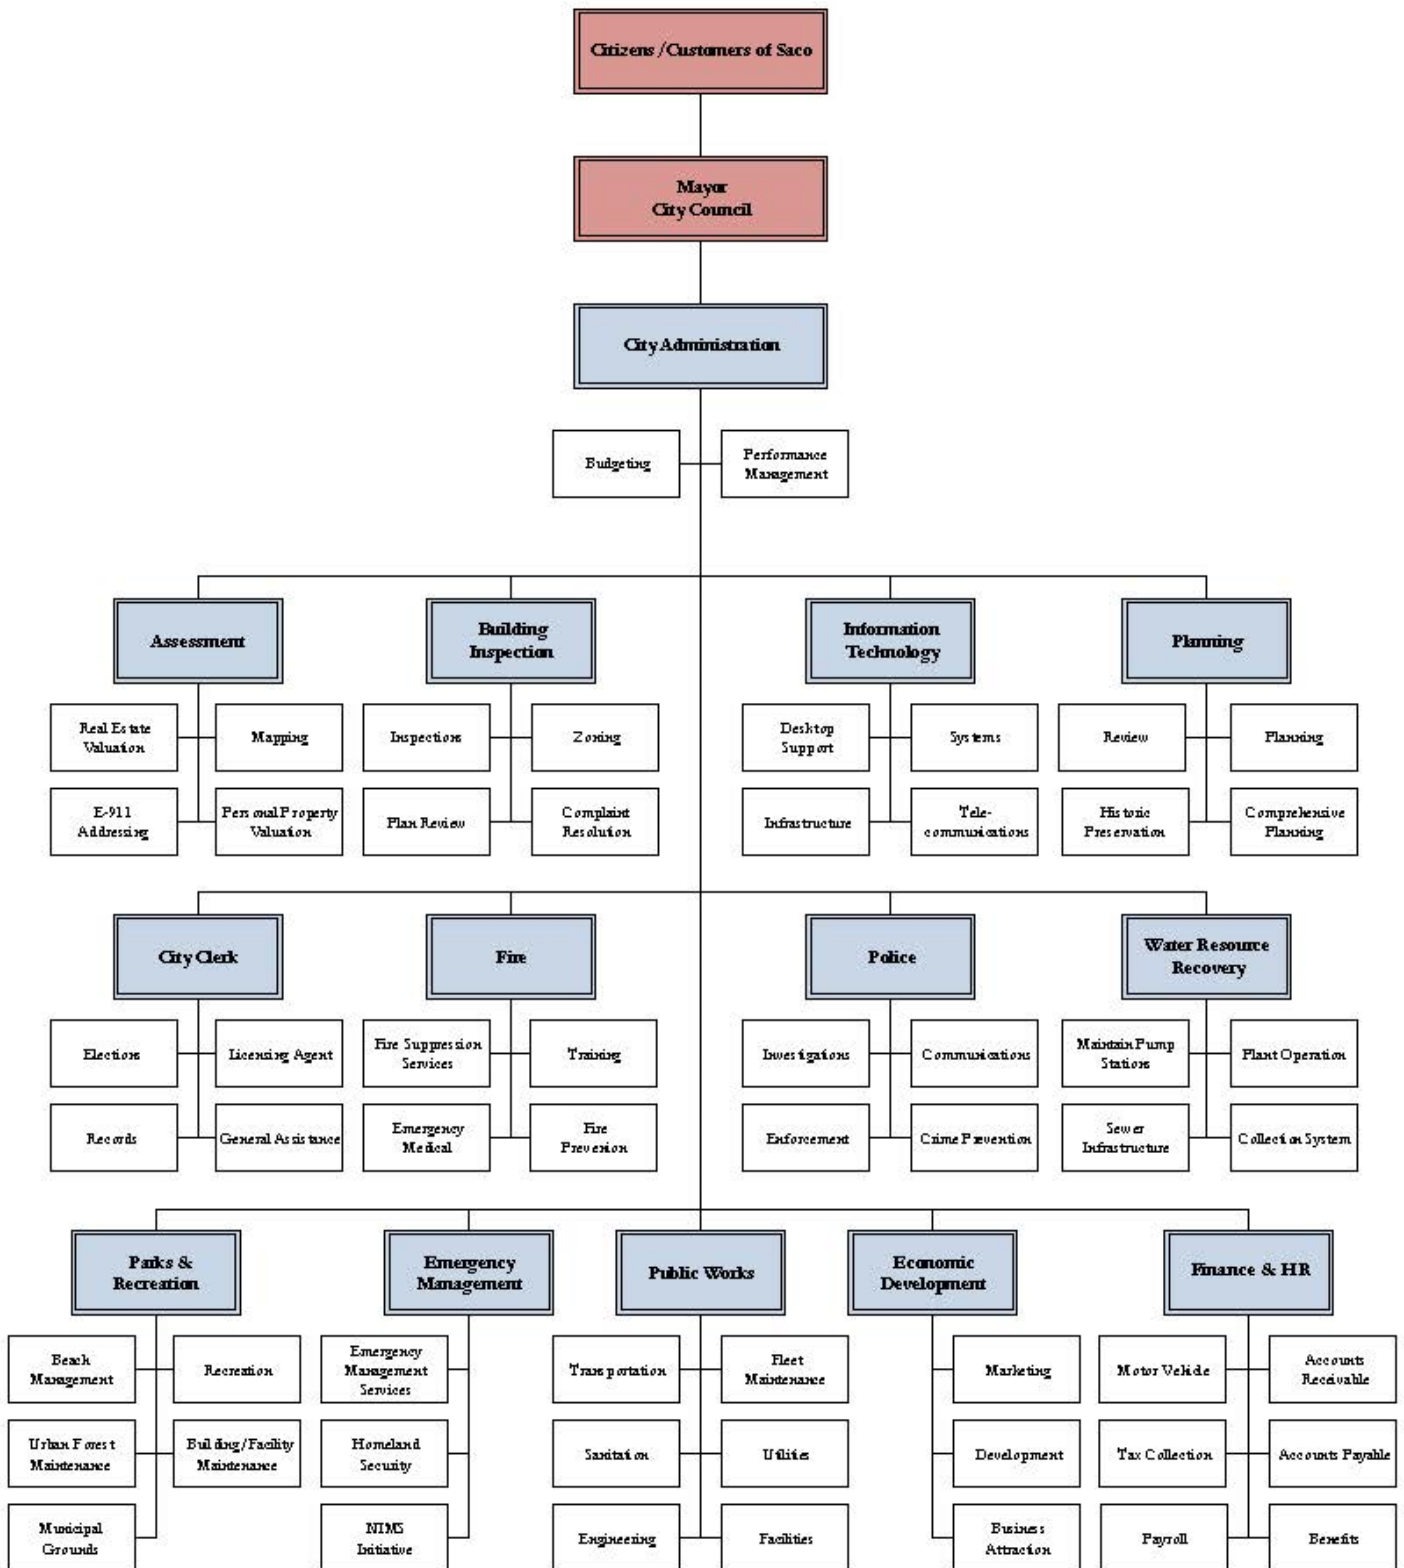 Citizens/Customers of Saco
Mayor
City Council
City Administration
Budgeting
Performance
Management
Assessment
Building
Inspection
Information
Technology
Planning
Real Estate
Valuation
Mapping
Inspections
Zoning
Desktop
Support
Systems
Review
Planning
E-911
Addressing
Personal Property
Valuation
Plan Review
Complaint
Resolution
Infrastructure
Tele-
communications
Historic
Preservation
Comprehensive
Planning
City Clerk
Fire
Police
Water Resource
Recovery
Elections
Licensing Agent
Fire Suppression
Services
Training
Investigations
Communications
Maintain Pump
Stations
Plant Operation
Records
General Assistance
Emergency
Medical
Fire
Prevenion
Enforcement
Crime Prevention
Sewer
Infrastructure
Collection System
Parks &
Recreation
Emergency
Management
Public Works
Economic
Development
Finance & HR
Beach
Management
Recreation
Emergency
Management
Services
Transportation
Fleet
Maintenance
Marketing
Motor Vehicle
Accounts
Receivable
Urban Forest
Maintenance
Building/Facility
Maintenance
Homeland
Security
Sanitation
Utilities
Development
Tax Collection
Accounts Payable
Municipal
Grounds
NIMS
Initiative
Engineering
Facilities
Business
Attraction
Payroll
Benefits